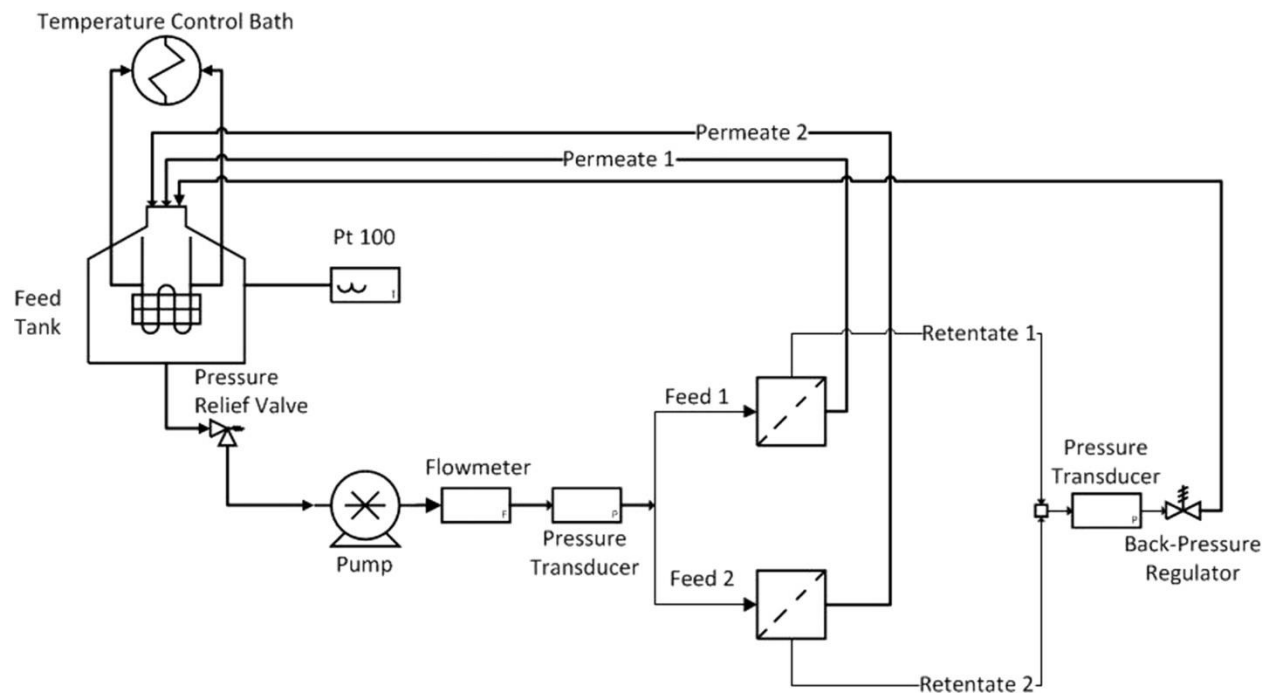 Temperature Control Bath
Permeate 2
Permeate 1
Pt 100
T
Feed
Tank
Pressure
Relief Valve
Retentate 1
Feed 1
Flowmeter
F
Pressure
Transducer
P
Pump
Pressure
Transducer
P
Back-Pressure
Regulator
Feed 2
Retentate 2